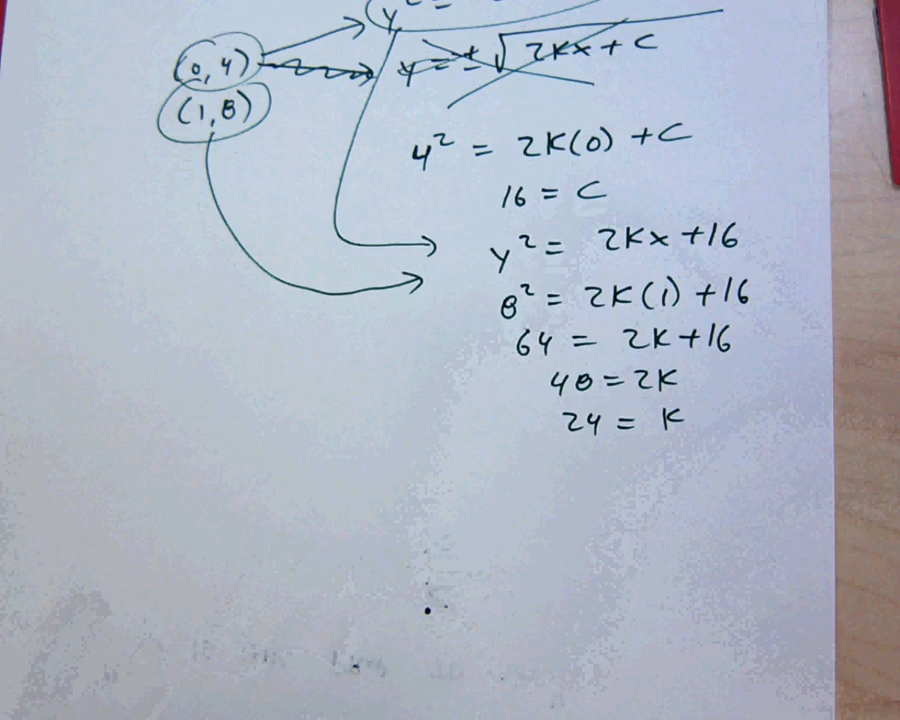 y² =
(0,4)
y = ± √2Kx + C
(1,8)
4² = 2K(0) + C
16 = C
y² = 2Kx + 16
8² = 2K(1) + 16
64 = 2K + 16
48 = 2K
24 = K